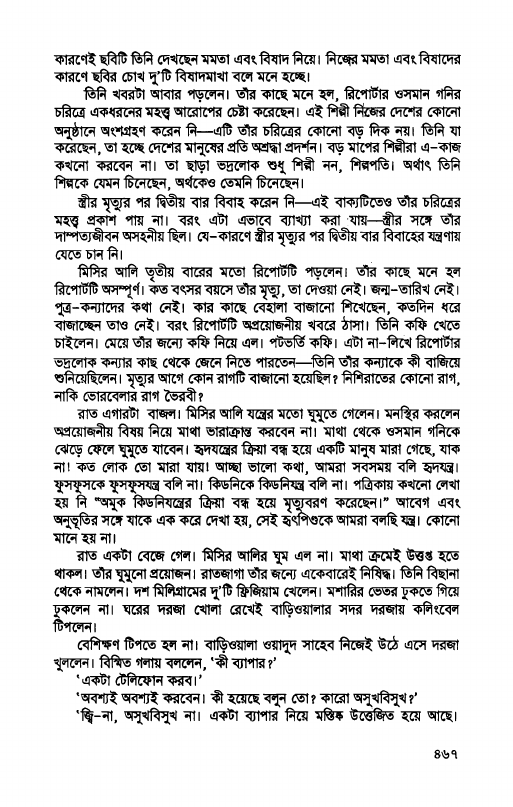 কারণেই ছবিটি তিনি দেখছেন মমতা এবং বিষাদ নিয়ে। নিজের মমতা এবং বিষাদের
কারণে ছবির চোখ দু'টি বিষাদমাখা বলে মনে হচ্ছে।
তিনি খবরটা আবার পড়লেন। তাঁর কাছে মনে হল, রিপোর্টার ওসমান গনির
চরিত্রে একধরনের মহত্ত্ব আরোপের চেষ্টা করেছেন। এই শিল্পী নিজের দেশের কোনো
অনুষ্ঠানে অংশগ্রহণ করেন নি—এটি তাঁর চরিত্রের কোনো বড় দিক নয়। তিনি যা
করেছেন, তা হচ্ছে দেশের মানুষের প্রতি অশ্রদ্ধা প্রদর্শন। বড় মাপের শিল্পীরা এ-কাজ
কখনো করবেন না। তা ছাড়া ভদ্রলোক শুধু শিল্পী নন, শিল্পপতি। অর্থাৎ তিনি
শিল্পকে যেমন চিনেছেন, অর্থকেও তেমনি চিনেছেন।
স্ত্রীর মৃত্যুর পর দ্বিতীয় বার বিবাহ করেন নি—এই বাক্যটিতেও তাঁর চরিত্রের
মহত্ত্ব প্রকাশ পায় না। বরং এটা এভাবে ব্যাখ্যা করা যায়—স্ত্রীর সঙ্গে তাঁর
দাম্পত্যজীবন অসহনীয় ছিল। যে-কারণে স্ত্রীর মৃত্যুর পর দ্বিতীয় বার বিবাহের যন্ত্রণায়
যেতে চান নি।
মিসির আলি তৃতীয় বারের মতো রিপোর্টটি পড়লেন। তাঁর কাছে মনে হল
রিপোর্টটি অসম্পূর্ণ। কত বৎসর বয়সে তাঁর মৃত্যু, তা দেওয়া নেই। জন্ম-তারিখ নেই।
পুত্র-কন্যাদের কথা নেই। কার কাছে বেহালা বাজানো শিখেছেন, কতদিন ধরে
বাজাচ্ছেন তাও নেই। বরং রিপোর্টটি অপ্রয়োজনীয় খবরে ঠাসা। তিনি কফি খেতে
চাইলেন। মেয়ে তাঁর জন্যে কফি নিয়ে এল। পটভর্তি কফি। এটা না-লিখে রিপোর্টার
ভদ্রলোক কন্যার কাছ থেকে জেনে নিতে পারতেন—তিনি তাঁর কন্যাকে কী বাজিয়ে
শুনিয়েছিলেন। মৃত্যুর আগে কোন রাগটি বাজানো হয়েছিল? নিশিরাতের কোনো রাগ,
নাকি ভোরবেলার রাগ ভৈরবী?
রাত এগারটা বাজল। মিসির আলি যন্ত্রের মতো ঘুমুতে গেলেন। মনস্থির করলেন
অপ্রয়োজনীয় বিষয় নিয়ে মাথা ভারাক্রান্ত করবেন না। মাথা থেকে ওসমান গনিকে
ঝেড়ে ফেলে ঘুমুতে যাবেন। হৃদযন্ত্রের ক্রিয়া বন্ধ হয়ে একটি মানুষ মারা গেছে, যাক
না! কত লোক তো মারা যায়। আচ্ছা ভালো কথা, আমরা সবসময় বলি হৃদযন্ত্র।
ফুসফুসকে ফুসফুসযন্ত্র বলি না। কিডনিকে কিডনিযন্ত্র বলি না। পত্রিকায় কখনো লেখা
হয় নি “অমুক কিডনিযন্ত্রের ক্রিয়া বন্ধ হয়ে মৃত্যুবরণ করেছেন।” আবেগ এবং
অনুভূতির সঙ্গে যাকে এক করে দেখা হয়, সেই হৃৎপিণ্ডকে আমরা বলছি যন্ত্র। কোনো
মানে হয় না।
রাত একটা বেজে গেল। মিসির আলির ঘুম এল না। মাথা ক্রমেই উত্তপ্ত হতে
থাকল। তাঁর ঘুমুনো প্রয়োজন। রাতজাগা তাঁর জন্যে একেবারেই নিষিদ্ধ। তিনি বিছানা
থেকে নামলেন। দশ মিলিগ্রামের দু'টি ফ্রিজিয়াম খেলেন। মশারির ভেতর ঢুকতে গিয়ে
ঢুকলেন না। ঘরের দরজা খোলা রেখেই বাড়িওয়ালার সদর দরজায় কলিংবেল
টিপলেন।
বেশিক্ষণ টিপতে হল না। বাড়িওয়ালা ওয়াদুদ সাহেব নিজেই উঠে এসে দরজা
খুললেন। বিস্মিত গলায় বললেন, 'কী ব্যাপার?'
'একটা টেলিফোন করব।'
'অবশ্যই অবশ্যই করবেন। কী হয়েছে বলুন তো? কারো অসুখবিসুখ?'
'জ্বি-না, অসুখবিসুখ না। একটা ব্যাপার নিয়ে মস্তিষ্ক উত্তেজিত হয়ে আছে।
৪৬৭